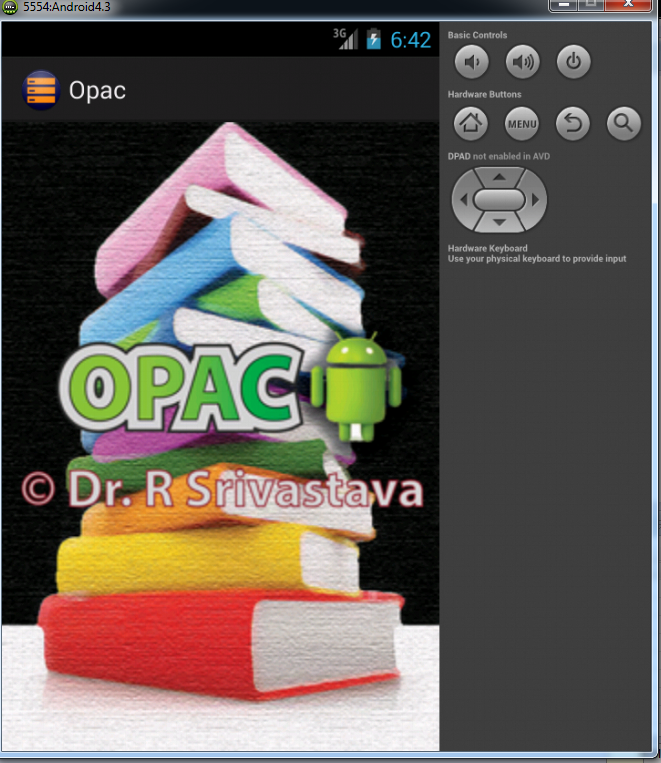 5554:Android4.3
3G 6:42
Opac
OPAC
© Dr. R Srivastava
Basic Controls
Hardware Buttons
MENU
DPAD not enabled in AVD
Hardware Keyboard
Use your physical keyboard to provide input